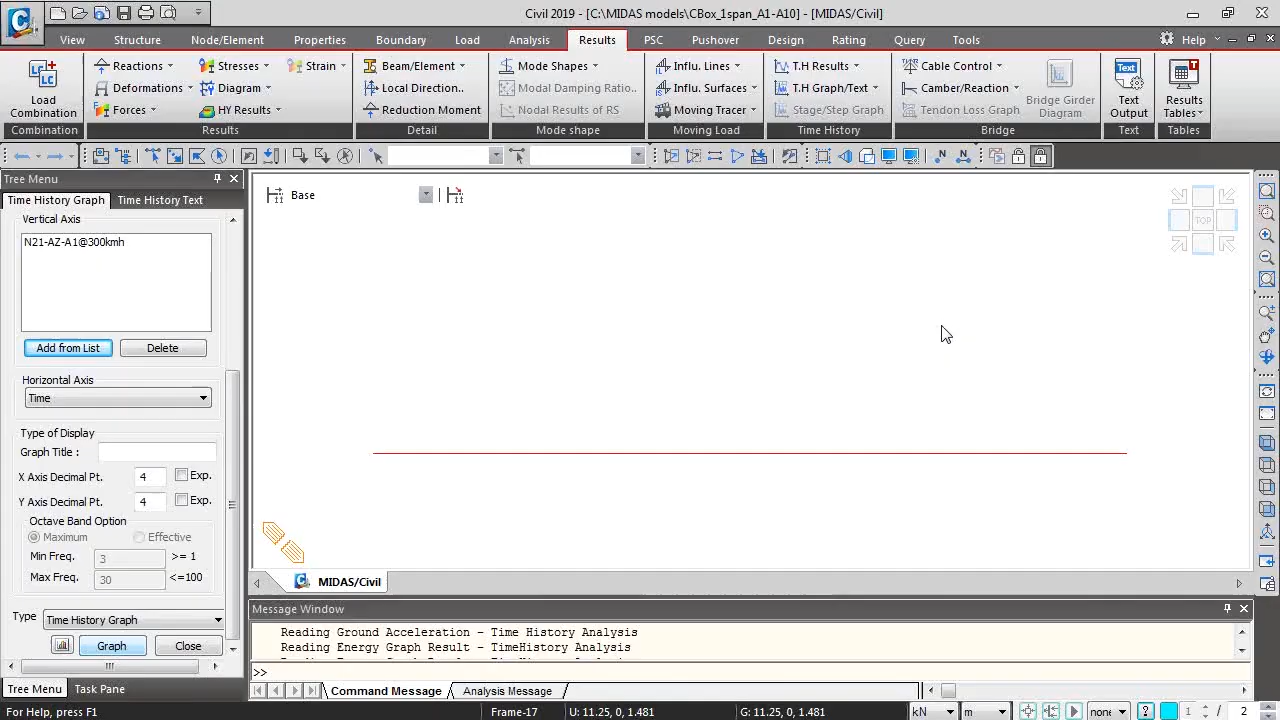 Civil 2019 - [C:\MIDAS models\CBox_1span_A1-A10] - [MIDAS/Civil]
View Structure Node/Element Properties Boundary Load Analysis Results PSC Pushover Design Rating Query Tools Help
Load Combination
Combination
Reactions Stresses Strain
Deformations Diagram
Forces HY Results
Results
Beam/Element
Local Direction..
Reduction Moment
Detail
Mode Shapes
Modal Damping Ratio..
Nodal Results of RS
Mode shape
Influ. Lines
Influ. Surfaces
Moving Tracer
Moving Load
T.H Results
T.H Graph/Text
Stage/Step Graph
Time History
Cable Control
Camber/Reaction
Tendon Loss Graph
Bridge Girder Diagram
Bridge
Text Output
Text
Results Tables
Tables
Tree Menu
Time History Graph Time History Text
Base
TOP
Vertical Axis
N21-AZ-A1@300kmh
Add from List Delete
Horizontal Axis
Time
Type of Display
Graph Title :
X Axis Decimal Pt. 4 Exp.
Y Axis Decimal Pt. 4 Exp.
Octave Band Option
Maximum Effective
Min Freq. 3 >= 1
Max Freq. 30 <=100
Type Time History Graph
Graph Close
Tree Menu Task Pane
MIDAS/Civil
Message Window
Reading Ground Acceleration - Time History Analysis
Reading Energy Graph Result - TimeHistory Analysis
>>
Command Message Analysis Message
For Help, press F1
Frame-17 U: 11.25, 0, 1.481 G: 11.25, 0, 1.481 kN m none 1 / 2